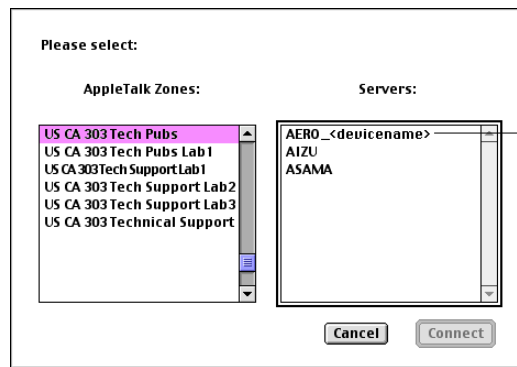 Please select:
AppleTalk Zones:
US CA 303 Tech Pubs
US CA 303 Tech Pubs Lab1
US CA 303 Tech Support Lab1
US CA 303 Tech Support Lab2
US CA 303 Tech Support Lab3
US CA 303 Technical Support
Servers:
AERO_<devicename>
AIZU
ASAMA
Cancel
Connect